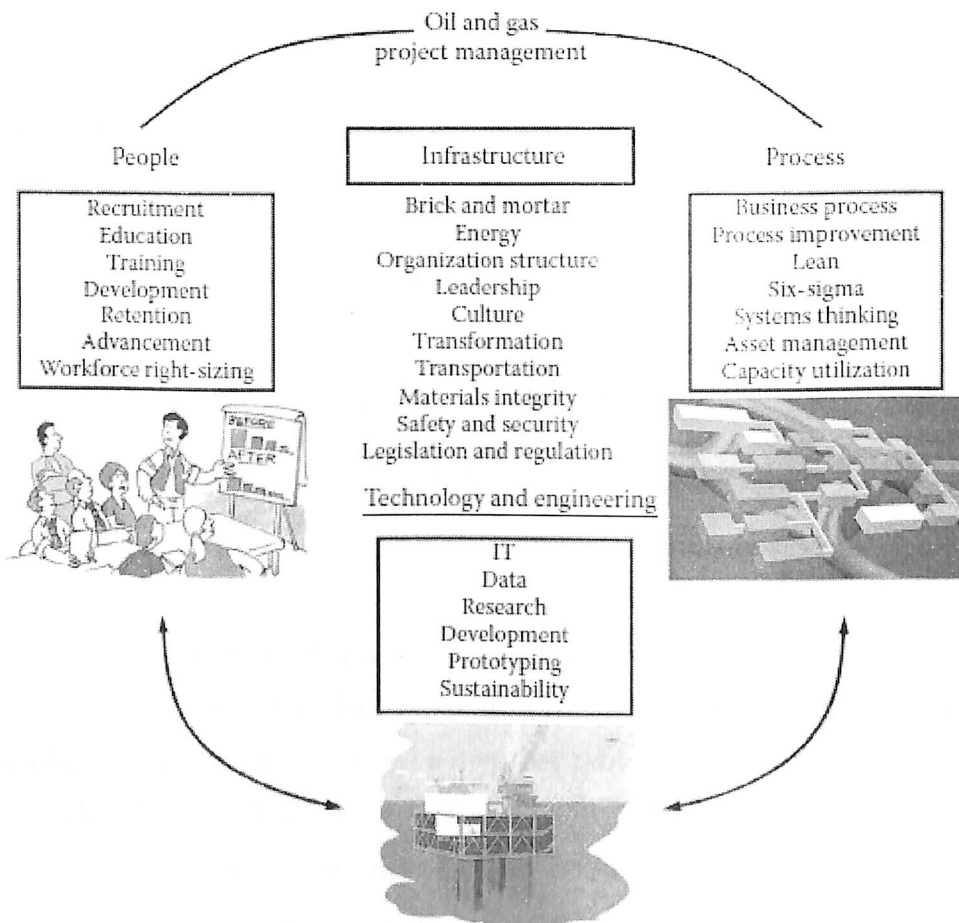 Oil and gas
project management
People
Recruitment
Education
Training
Development
Retention
Advancement
Workforce right-sizing
BEFORE
AFTER
Infrastructure
Brick and mortar
Energy
Organization structure
Leadership
Culture
Transformation
Transportation
Materials integrity
Safety and security
Legislation and regulation
Process
Business process
Process improvement
Lean
Six-sigma
Systems thinking
Asset management
Capacity utilization
Technology and engineering
IT
Data
Research
Development
Prototyping
Sustainability